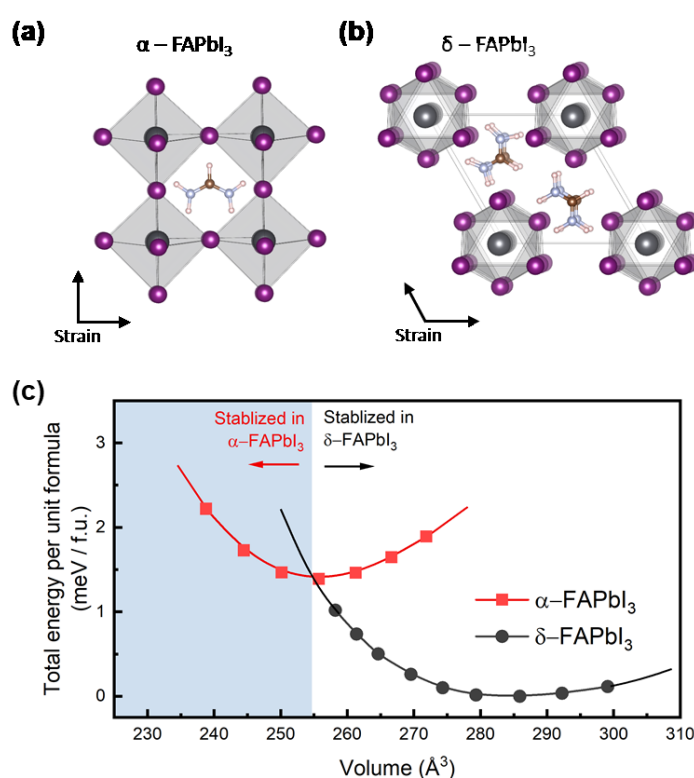 (a)
α – FAPbI₃
(b)
δ – FAPbI₃
Strain
Strain
(c)
Stablized in
α–FAPbI₃
Stablized in
δ–FAPbI₃
Total energy per unit formula
(meV / f.u.)
3
2
1
0
α–FAPbI₃
δ–FAPbI₃
230 240 250 260 270 280 290 300 310
Volume (Å³)